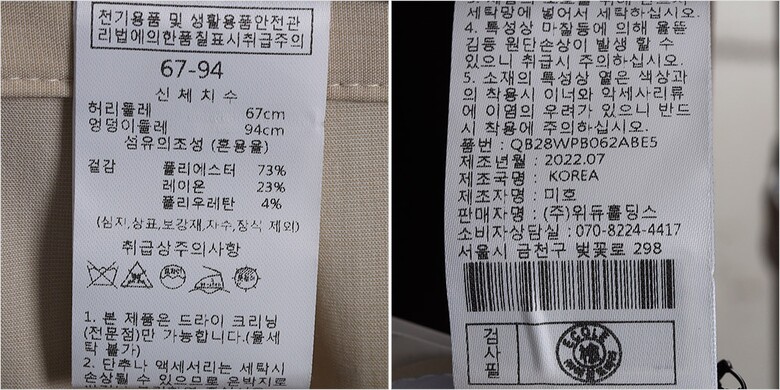 천기용품 및 생활용품안전관
리법에의한품질표시취급주의
67-94
신체치수
허리둘레 67cm
엉덩이둘레 94cm
섬유의조성 (혼용율)
겉감 폴리에스터 73%
레이온 23%
폴리우레탄 4%
(심지,상표,보강재,자수,장식 제외)
취급상주의사항
1. 본 제품은 드라이 크리닝
(전문점)만 가능합니다.(물세
탁 불가)
2. 단추나 액세서리는 세탁시
손상될 수 있으므로 은박지로
세탁망에 넣어서 세탁하십시오.
4. 특성상 마찰등에 의해 올뜯
김등 원단손상이 발생 할 수
있으니 취급시 주의하십시오.
5. 소재의 특성상 옅은 색상과
의 착용시 이너와 악세사리류
에 이염의 우려가 있으니 반드
시 착용에 주의하십시오.
품번 : QB28WPB062ABE5
제조년월 : 2022.07
제조국명 : KOREA
제조자명 : 미호
판매자명 : (주)위듀홀딩스
소비자상담실 : 070-8224-4417
서울시 금천구 벚꽃로 298
검사필
ECOLE